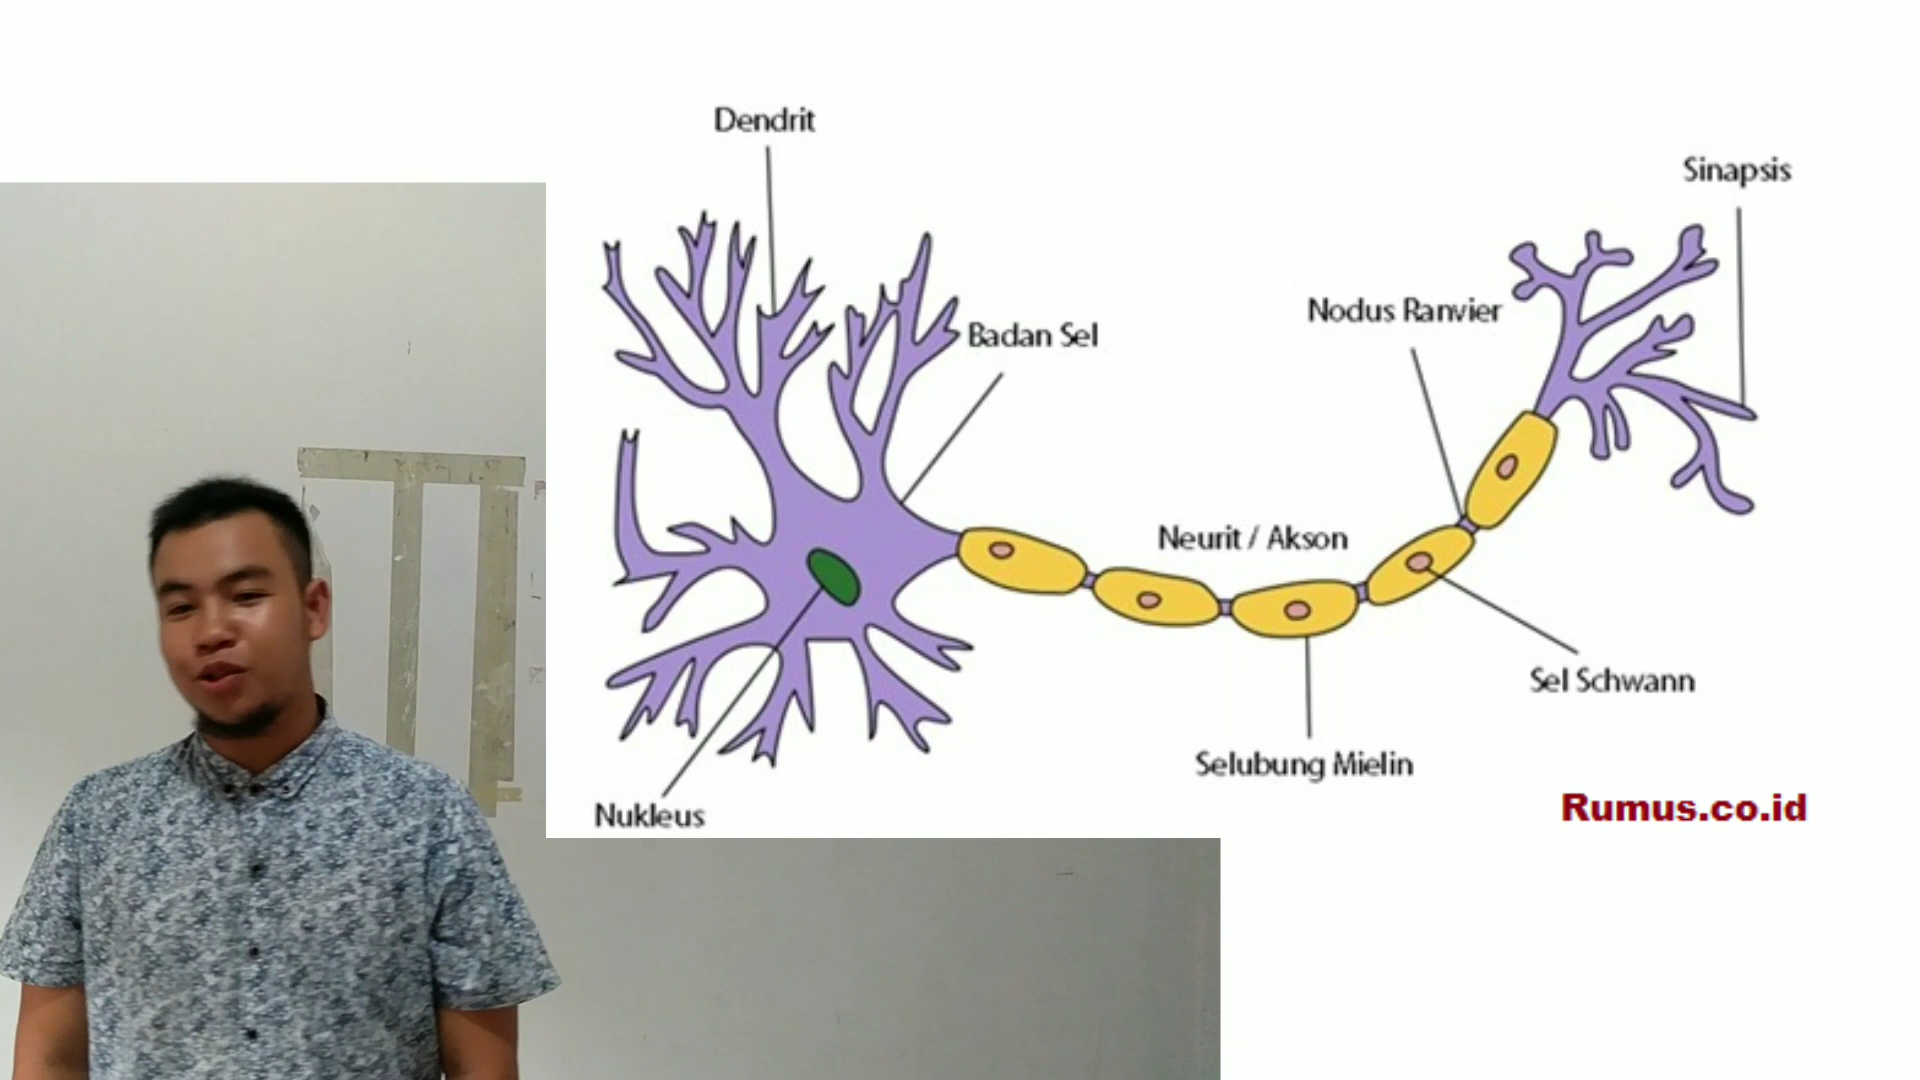 Dendrit
Sinapsis
Nodus Ranvier
Badan Sel
Neurit / Akson
Sel Schwann
Selubung Mielin
Nukleus
Rumus.co.id